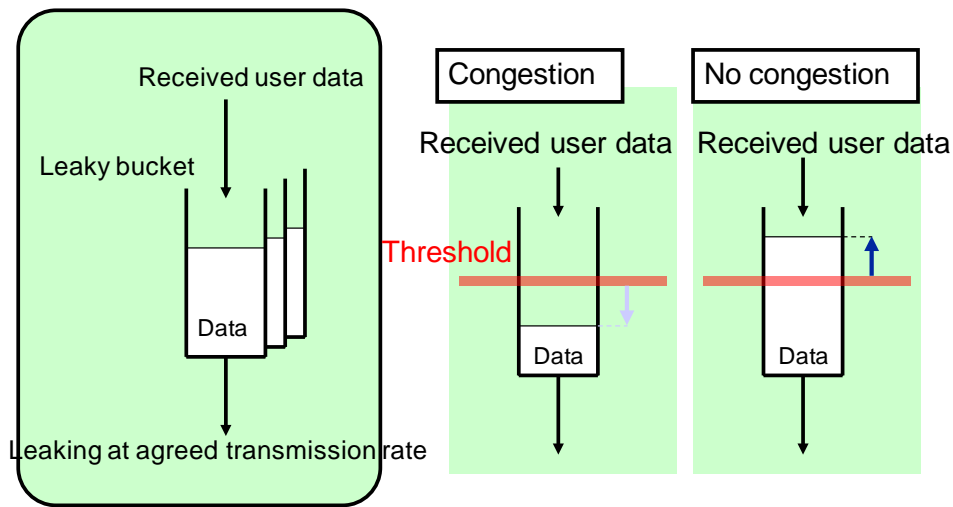 Received user data
Leaky bucket
Data
Leaking at agreed transmission rate
Threshold
Congestion
Received user data
Data
No congestion
Received user data
Data